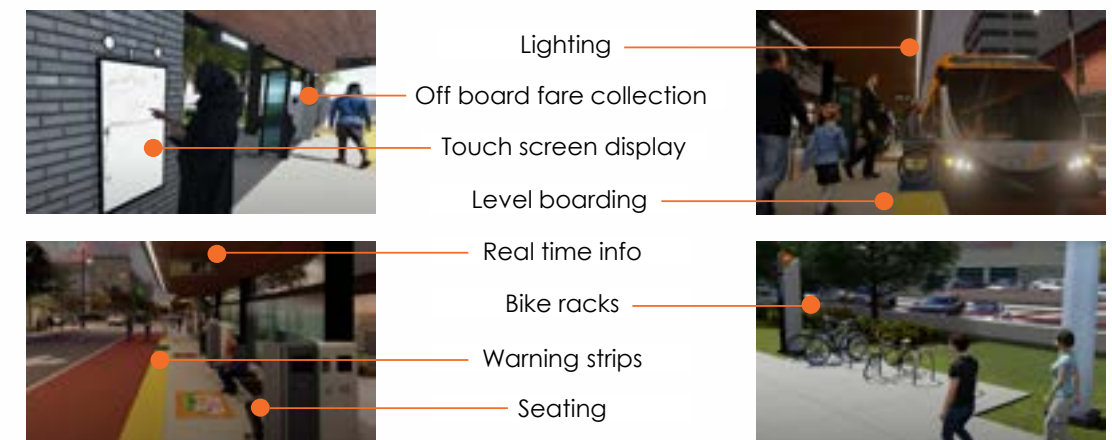 Lighting
Off board fare collection
Touch screen display
Level boarding
Real time info
Bike racks
Warning strips
Seating